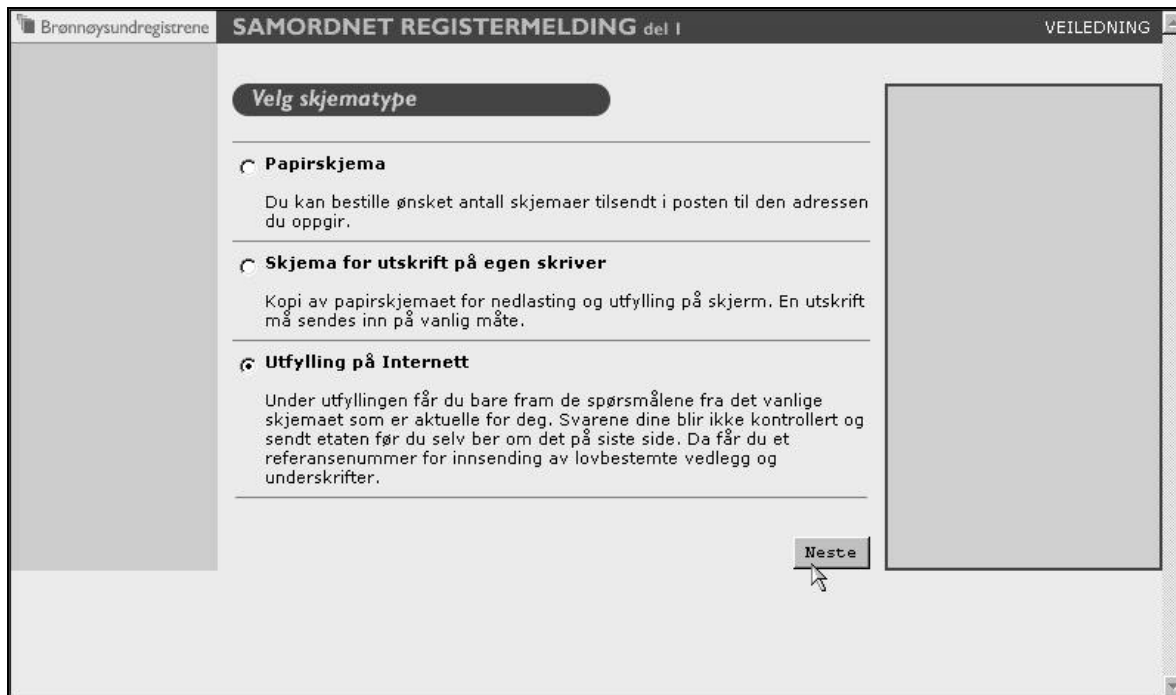 Brønnøysundregistrene
SAMORDNET REGISTERMELDING del 1
VEILEDNING
Velg skjematype
Papirskjema
Du kan bestille ønsket antall skjemaer tilsendt i posten til den adressen
du oppgir.
Skjema for utskrift på egen skriver
Kopi av papirskjemaet for nedlasting og utfylling på skjerm. En utskrift
må sendes inn på vanlig måte.
Utfylling på Internett
Under utfyllingen får du bare fram de spørsmålene fra det vanlige
skjemaet som er aktuelle for deg. Svarene dine blir ikke kontrollert og
sendt etaten før du selv ber om det på siste side. Da får du et
referansenummer for innsending av lovbestemte vedlegg og
underskrifter.
Neste